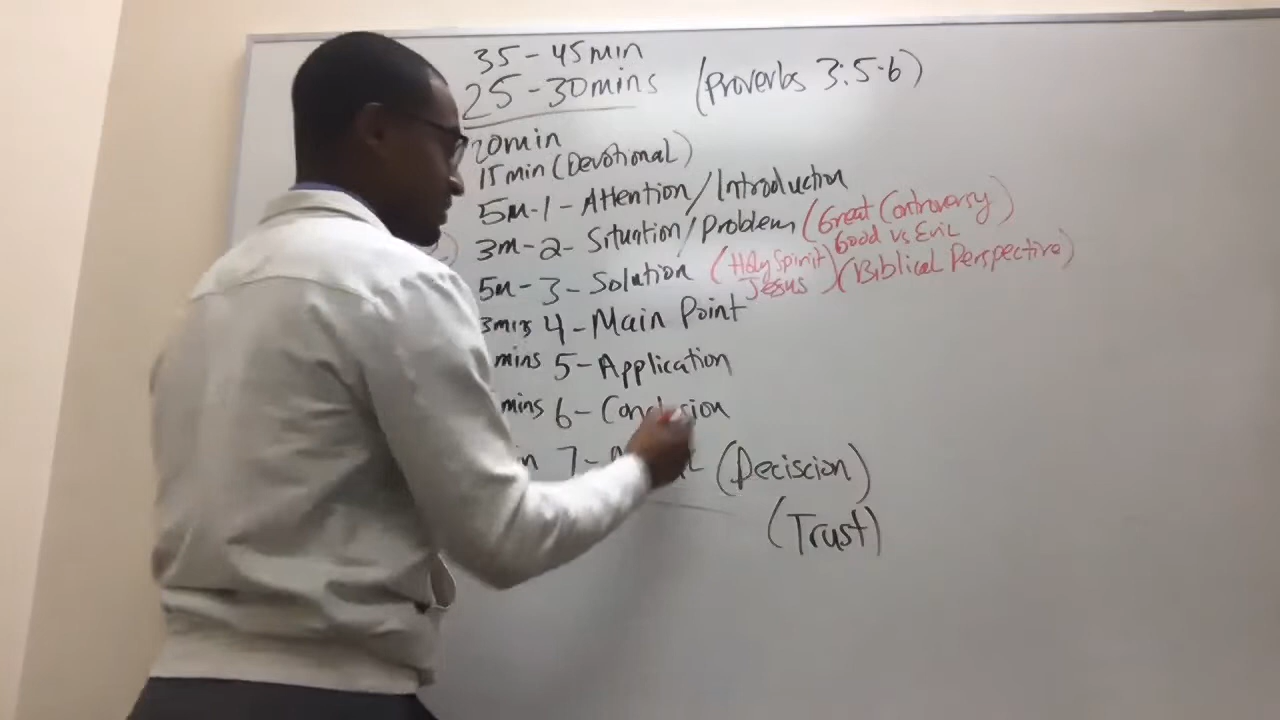 35-45min
25-30mins (Proverbs 3:5-6)
20min
15min (Devotional)
5m-1-Attention/Introduction
3m-2-Situation/Problem (Great Controversy)
Good vs Evil
5m-3-Solution (Holy Spirit Jesus) (Biblical Perspective)
4-Main Point
mins 5-Application
mins 6-
7- (Deciscion)
(Trust)